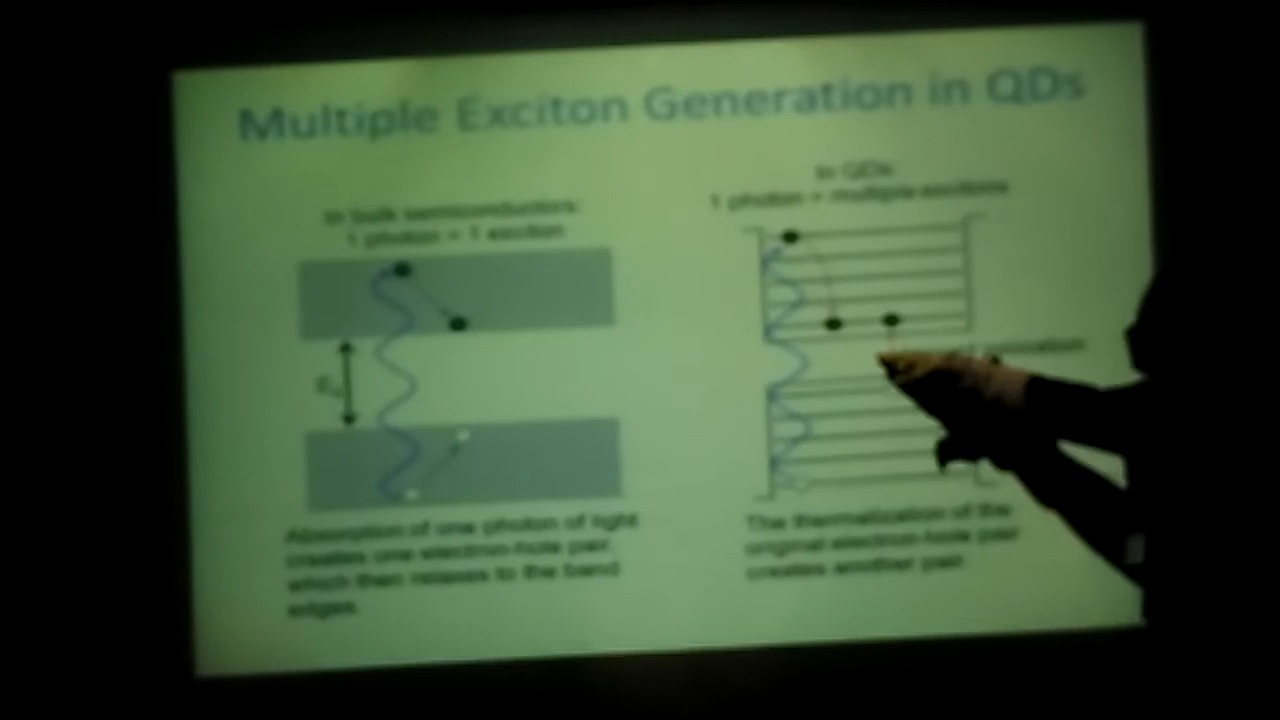 Multiple Exciton Generation in QDs
In bulk semiconductors:
1 photon = 1 exciton
In QDs:
1 photon = multiple excitons
Absorption of one photon of light
creates one electron-hole pair,
which then relaxes to the band
edges.
The thermalization of the
original electron-hole pair
creates another pair.